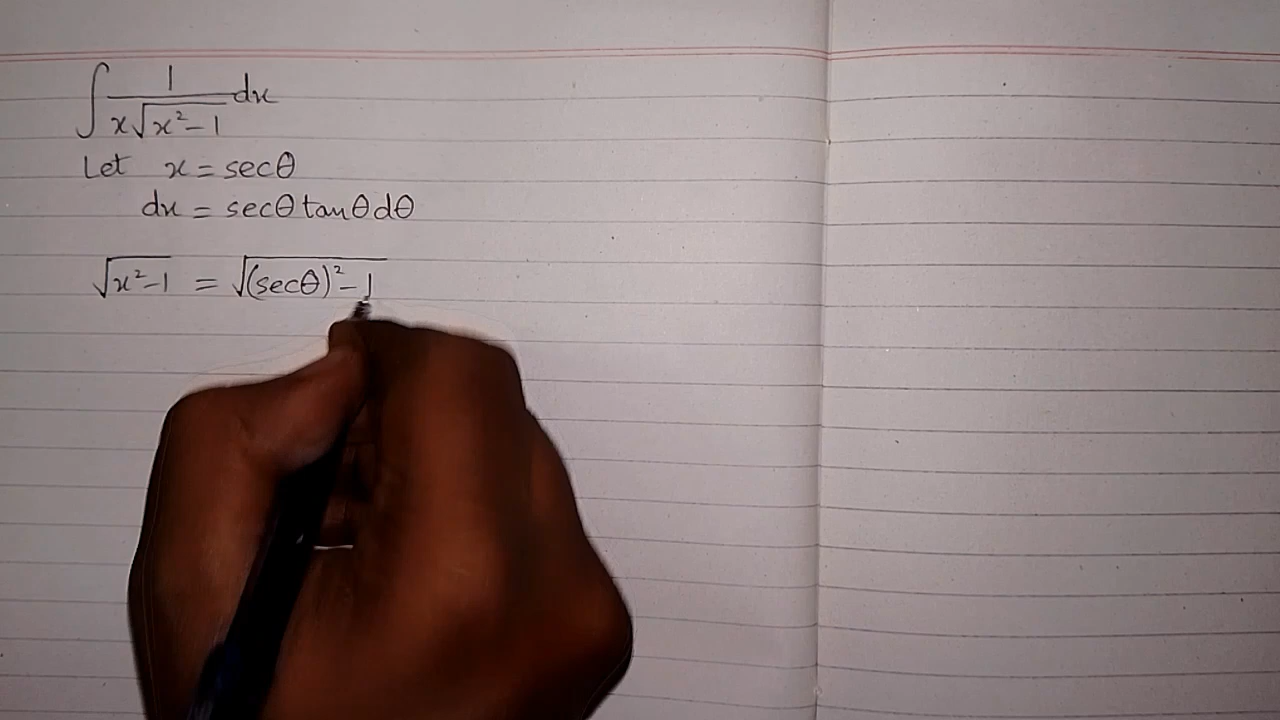 ∫ 1/(x√(x²-1)) dx
Let x = secθ
dx = secθ tanθ dθ
√(x²-1) = √((secθ)²-1)